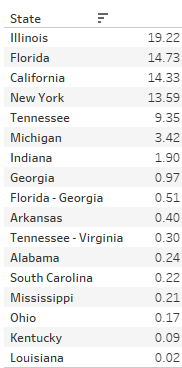 State
Illinois 19.22
Florida 14.73
California 14.33
New York 13.59
Tennessee 9.35
Michigan 3.42
Indiana 1.90
Georgia 0.97
Florida - Georgia 0.51
Arkansas 0.40
Tennessee - Virginia 0.30
Alabama 0.24
South Carolina 0.22
Mississippi 0.21
Ohio 0.17
Kentucky 0.09
Louisiana 0.02